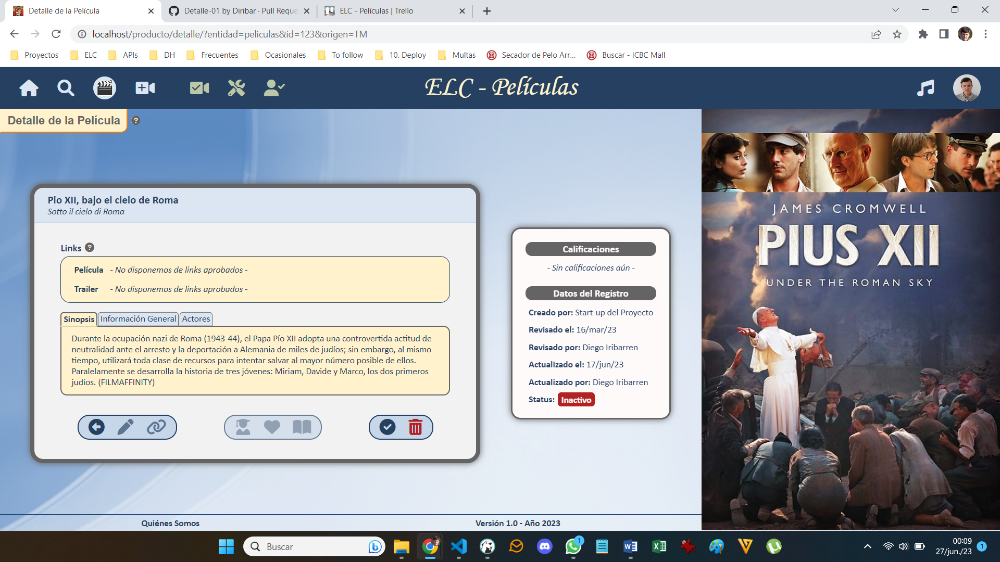 Detalle de la Película
Detalle-01 by Diribar · Pull Reque
ELC - Películas | Trello
localhost/producto/detalle/?entidad=peliculas&id=123&origen=TM
Proyectos
ELC
APIs
DH
Frecuentes
Ocasionales
To follow
10. Deploy
Multas
Secador de Pelo Arr...
Buscar - ICBC Mall
ELC - Películas
Detalle de la Película
?
Pio XII, bajo el cielo de Roma
Sotto il cielo di Roma
Links ?
Película - No disponemos de links aprobados -
Trailer - No disponemos de links aprobados -
Sinopsis
Información General
Actores
Durante la ocupación nazi de Roma (1943-44), el Papa Pío XII adopta una controvertida actitud de
neutralidad ante el arresto y la deportación a Alemania de miles de judíos; sin embargo, al mismo
tiempo, utilizará toda clase de recursos para intentar salvar al mayor número posible de ellos.
Paralelamente se desarrolla la historia de tres jóvenes: Miriam, Davide y Marco, los dos primeros
judíos. (FILMAFFINITY)
Calificaciones
- Sin calificaciones aún -
Datos del Registro
Creado por: Start-up del Proyecto
Revisado el: 16/mar/23
Revisado por: Diego Iribarren
Actualizado el: 17/jun/23
Actualizado por: Diego Iribarren
Status: Inactivo
JAMES CROMWELL
PIUS XII
UNDER THE ROMAN SKY
Quiénes Somos
Versión 1.0 - Año 2023
Buscar
1
00:09
27/jun./23
1